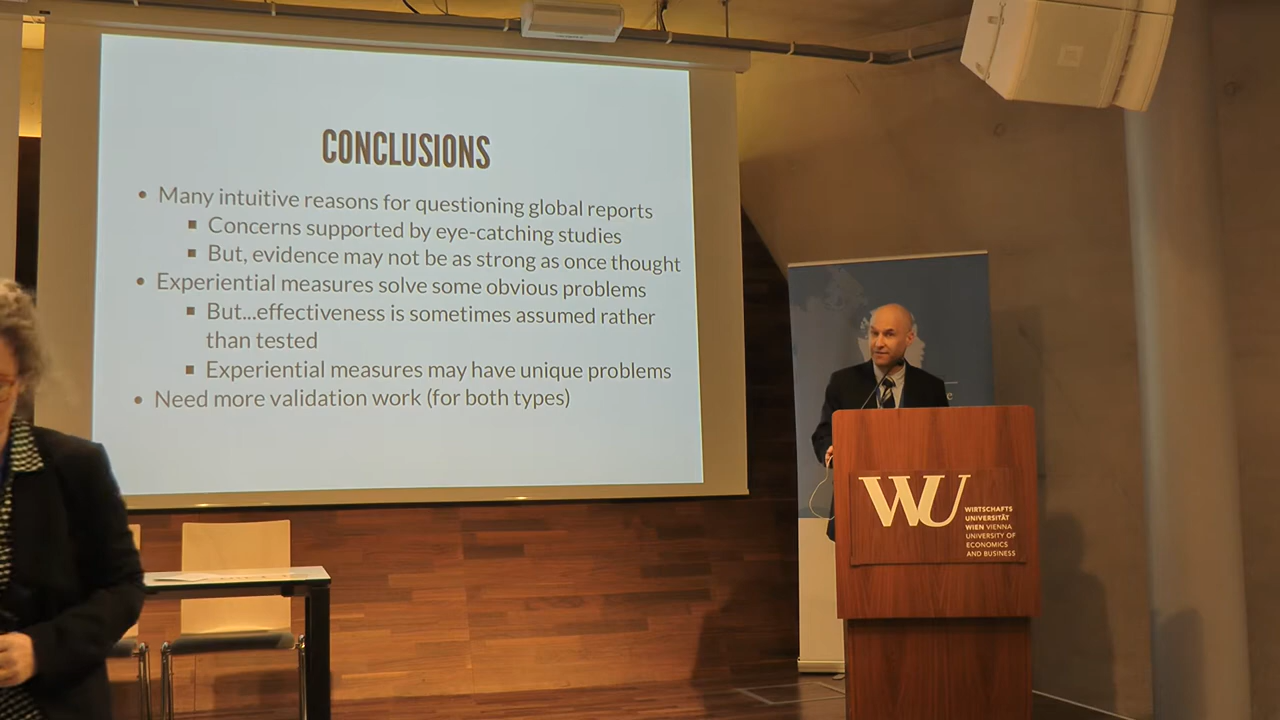 CONCLUSIONS
• Many intuitive reasons for questioning global reports
▪ Concerns supported by eye-catching studies
▪ But, evidence may not be as strong as once thought
• Experiential measures solve some obvious problems
▪ But...effectiveness is sometimes assumed rather
than tested
▪ Experiential measures may have unique problems
• Need more validation work (for both types)
WU
WIRTSCHAFTS
UNIVERSITÄT
WIEN VIENNA
UNIVERSITY OF
ECONOMICS
AND BUSINESS